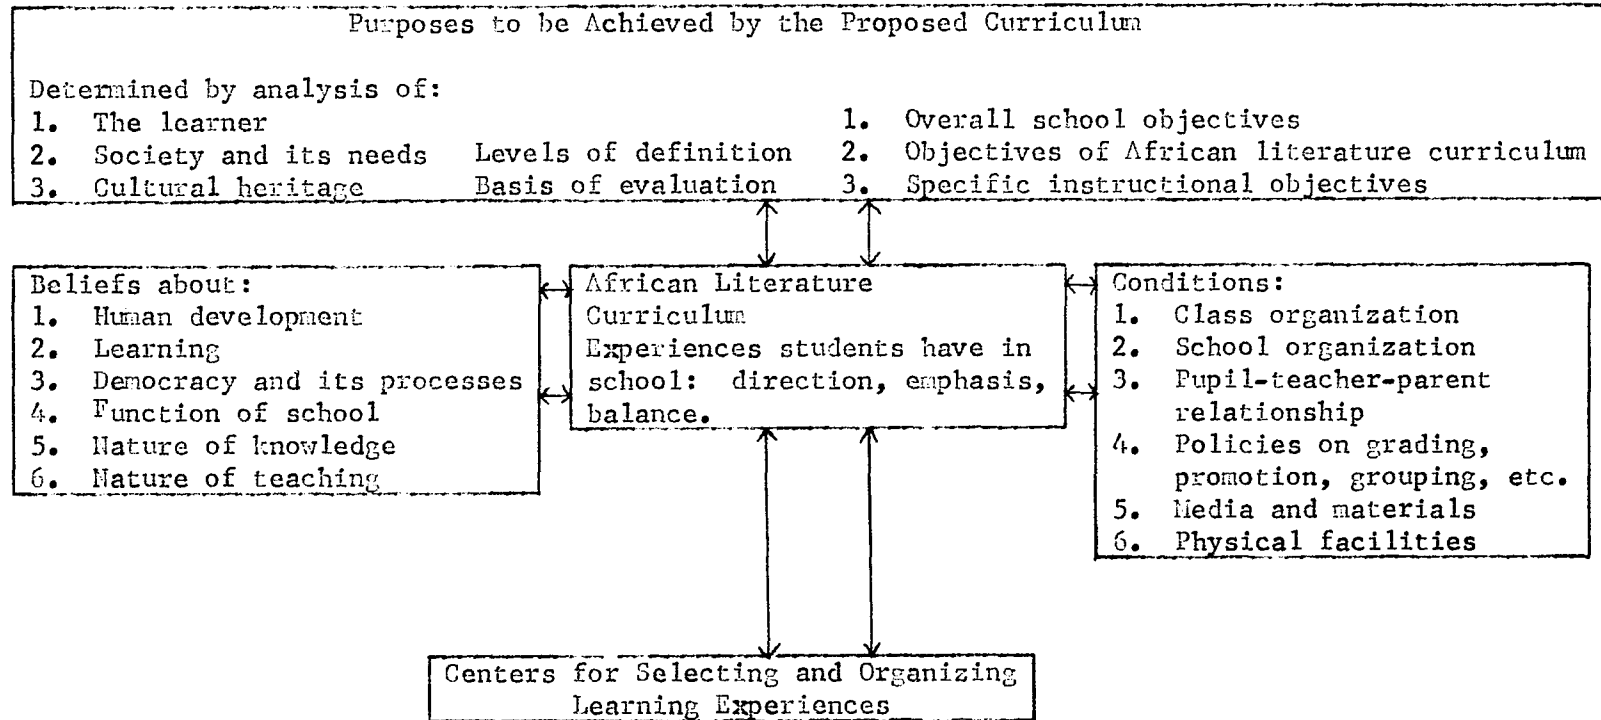 Purposes to be Achieved by the Proposed Curriculum
Determined by analysis of:
1. The learner
2. Society and its needs
3. Cultural heritage
Levels of definition
Basis of evaluation
1. Overall school objectives
2. Objectives of African literature curriculum
3. Specific instructional objectives
Beliefs about:
1. Human development
2. Learning
3. Democracy and its processes
4. Function of school
5. Nature of knowledge
6. Nature of teaching
African Literature
Curriculum
Experiences students have in
school: direction, emphasis,
balance.
Conditions:
1. Class organization
2. School organization
3. Pupil-teacher-parent
relationship
4. Policies on grading,
promotion, grouping, etc.
5. Media and materials
6. Physical facilities
Centers for Selecting and Organizing
Learning Experiences